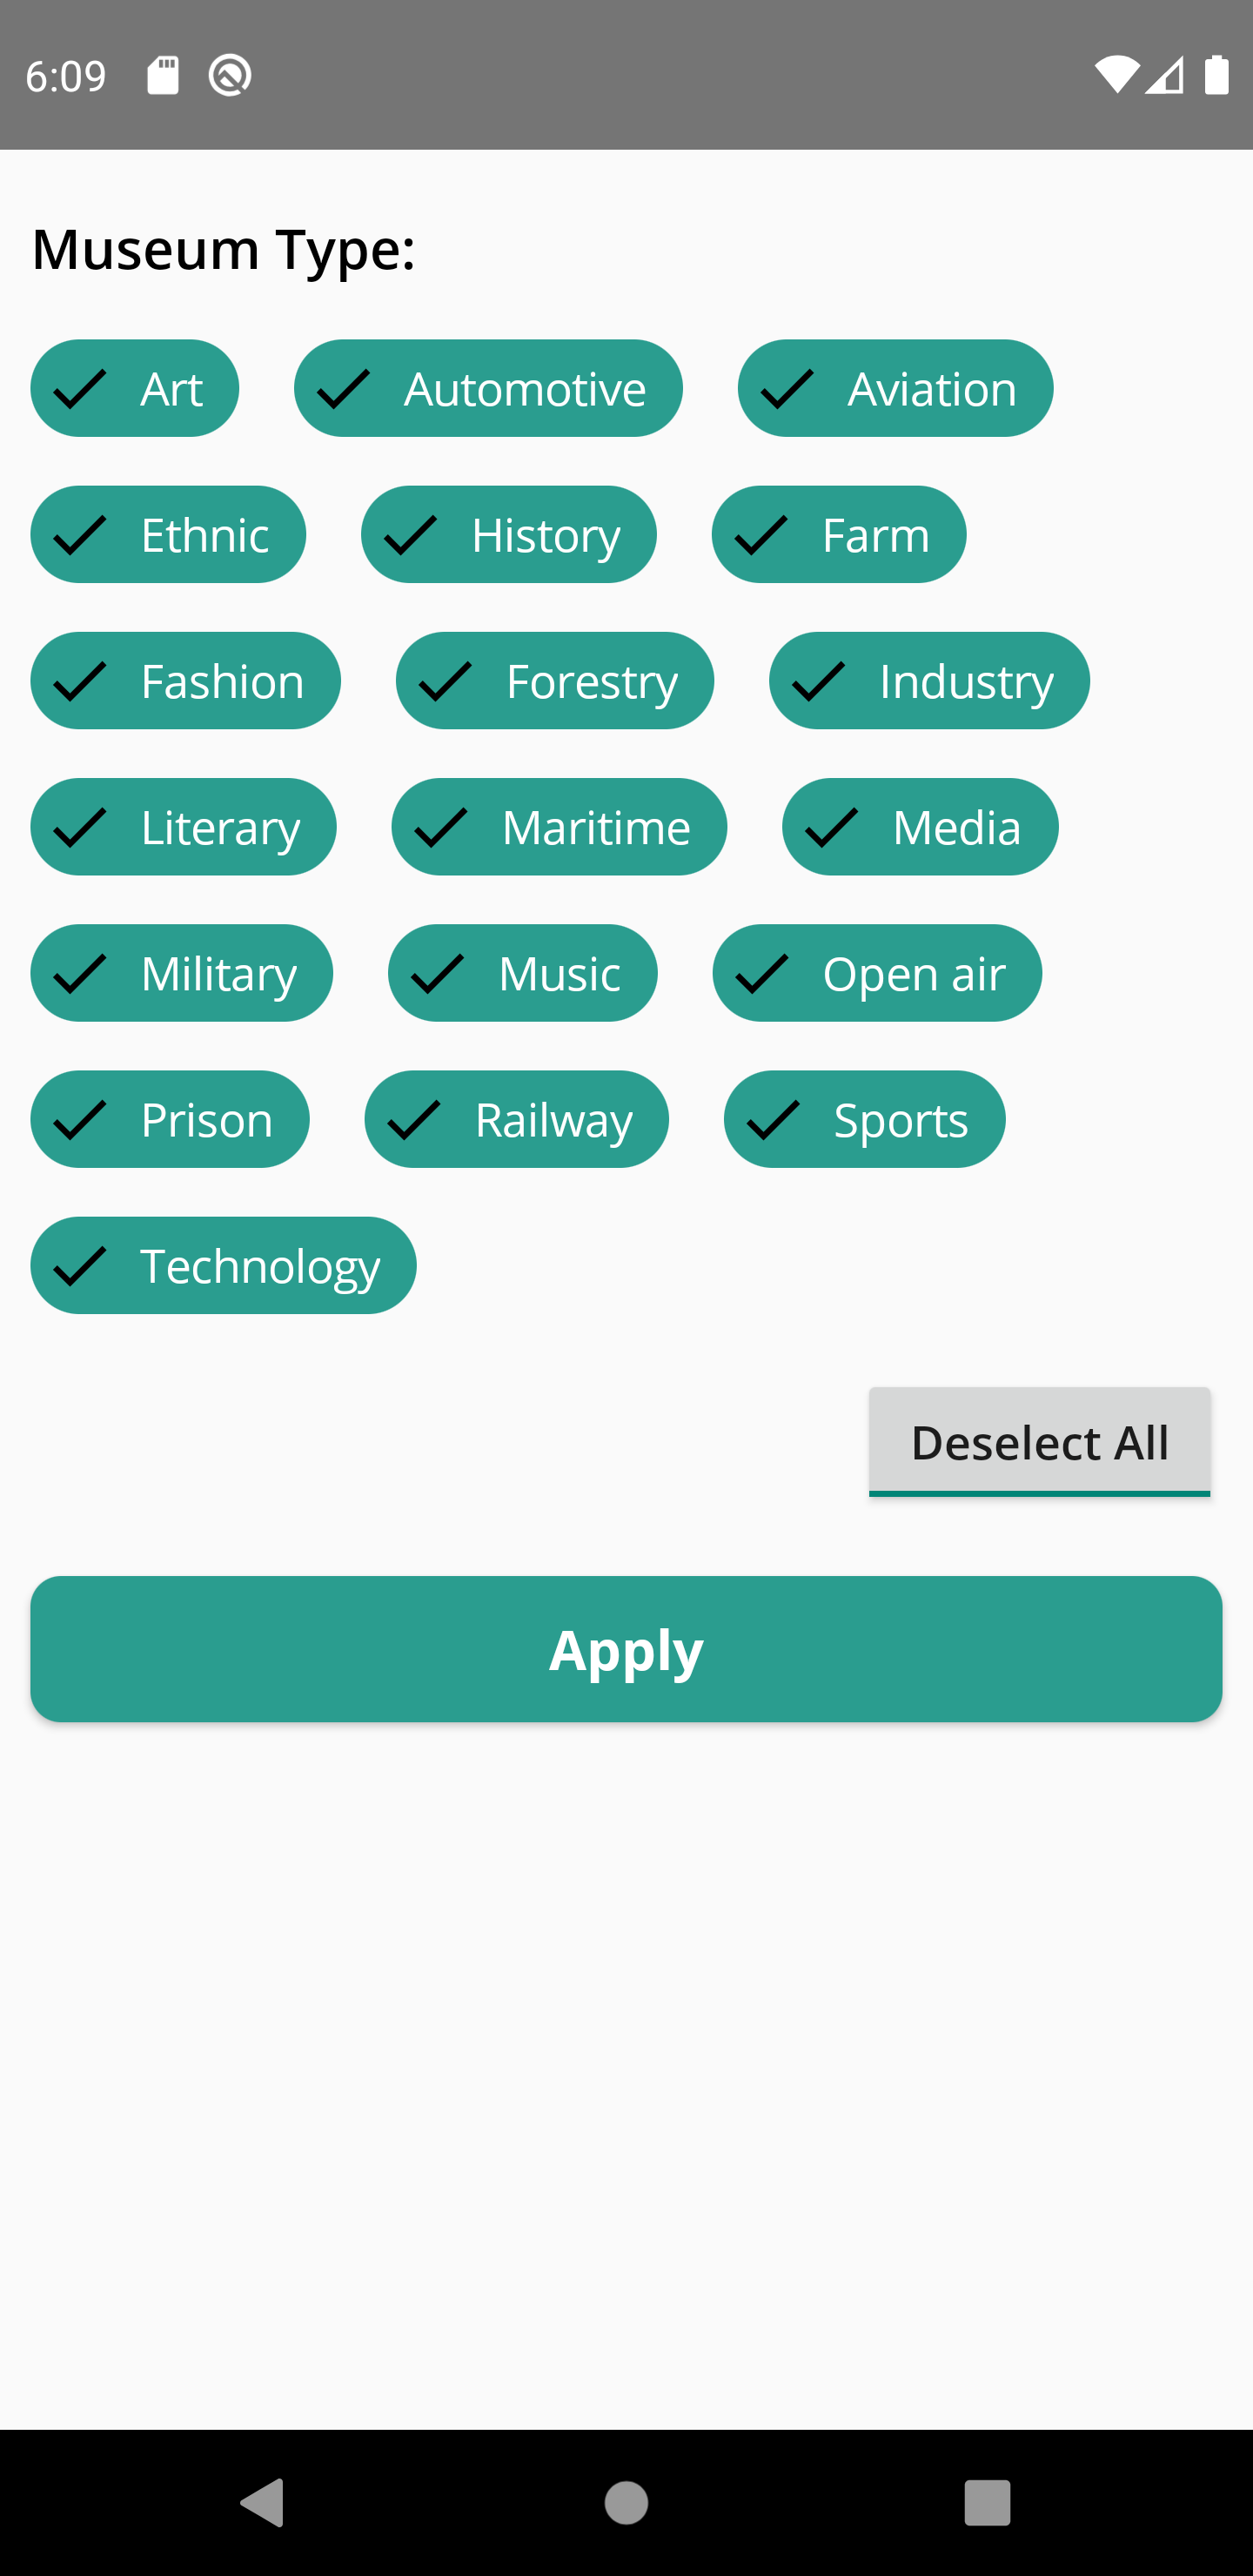 6:09
Museum Type:
Art Automotive Aviation
Ethnic History Farm
Fashion Forestry Industry
Literary Maritime Media
Military Music Open air
Prison Railway Sports
Technology
Deselect All
Apply